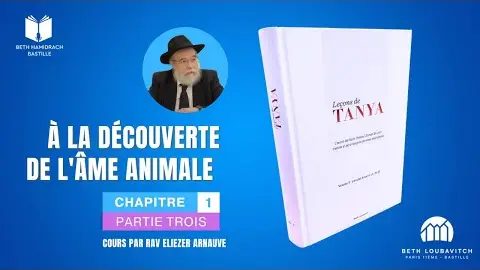 BETH HAMIDRACH
BASTILLE
À LA DÉCOUVERTE
DE L'ÂME ANIMALE
CHAPITRE 1
PARTIE TROIS
COURS PAR RAV ELIEZER ARNAUVE
TANYA
Leçons de
TANYA
BETH LOUBAVITCH
PARIS 11ÈME - BASTILLE